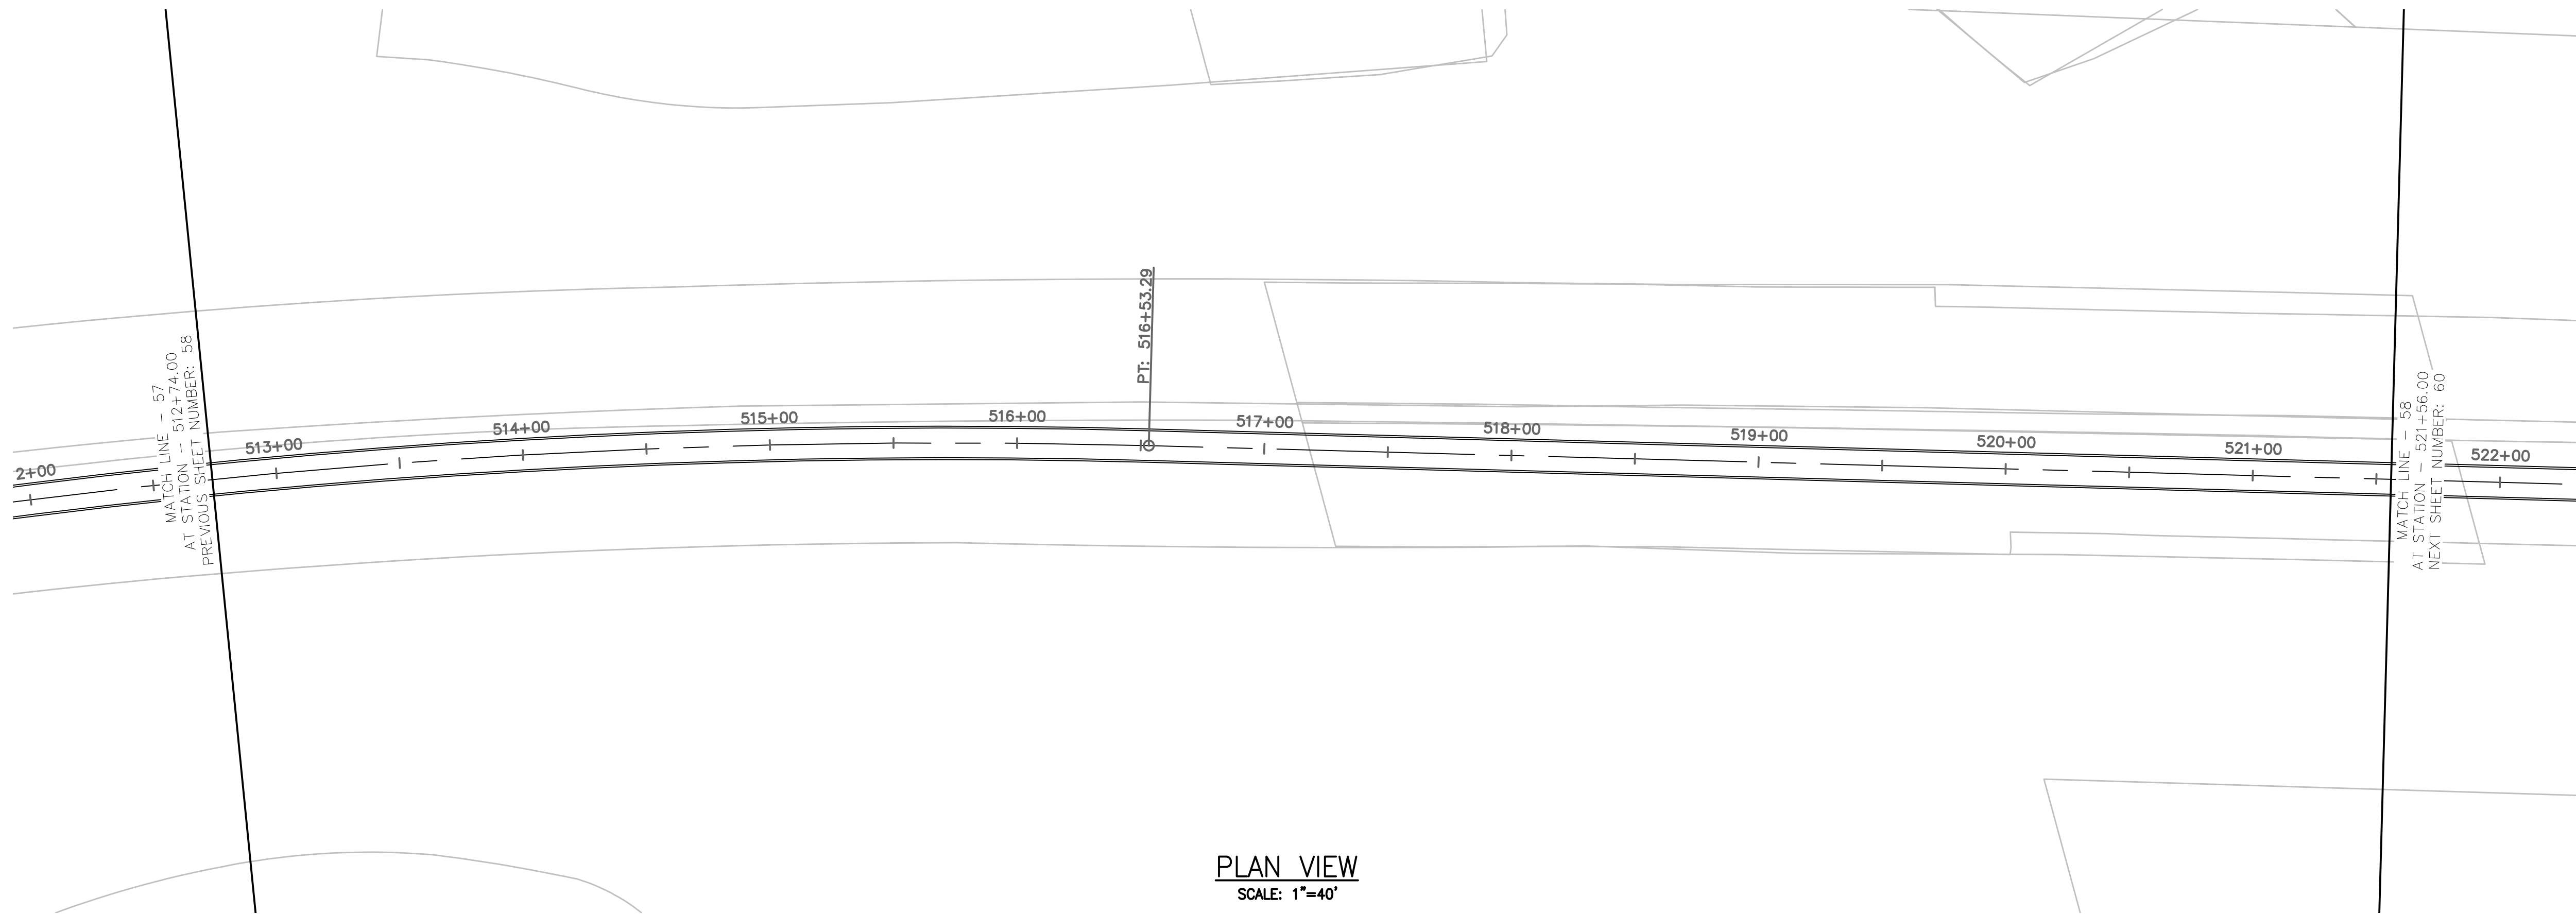 MATCH LINE - 57
AT STATION - 512+74.00
PREVIOUS SHEET NUMBER: 58
2+00
513+00
514+00
515+00
516+00
PT: 516+53.29
517+00
518+00
519+00
520+00
521+00
522+00
MATCH LINE - 58
AT STATION - 521+56.00
NEXT SHEET NUMBER: 60
PLAN VIEW
SCALE: 1"=40'